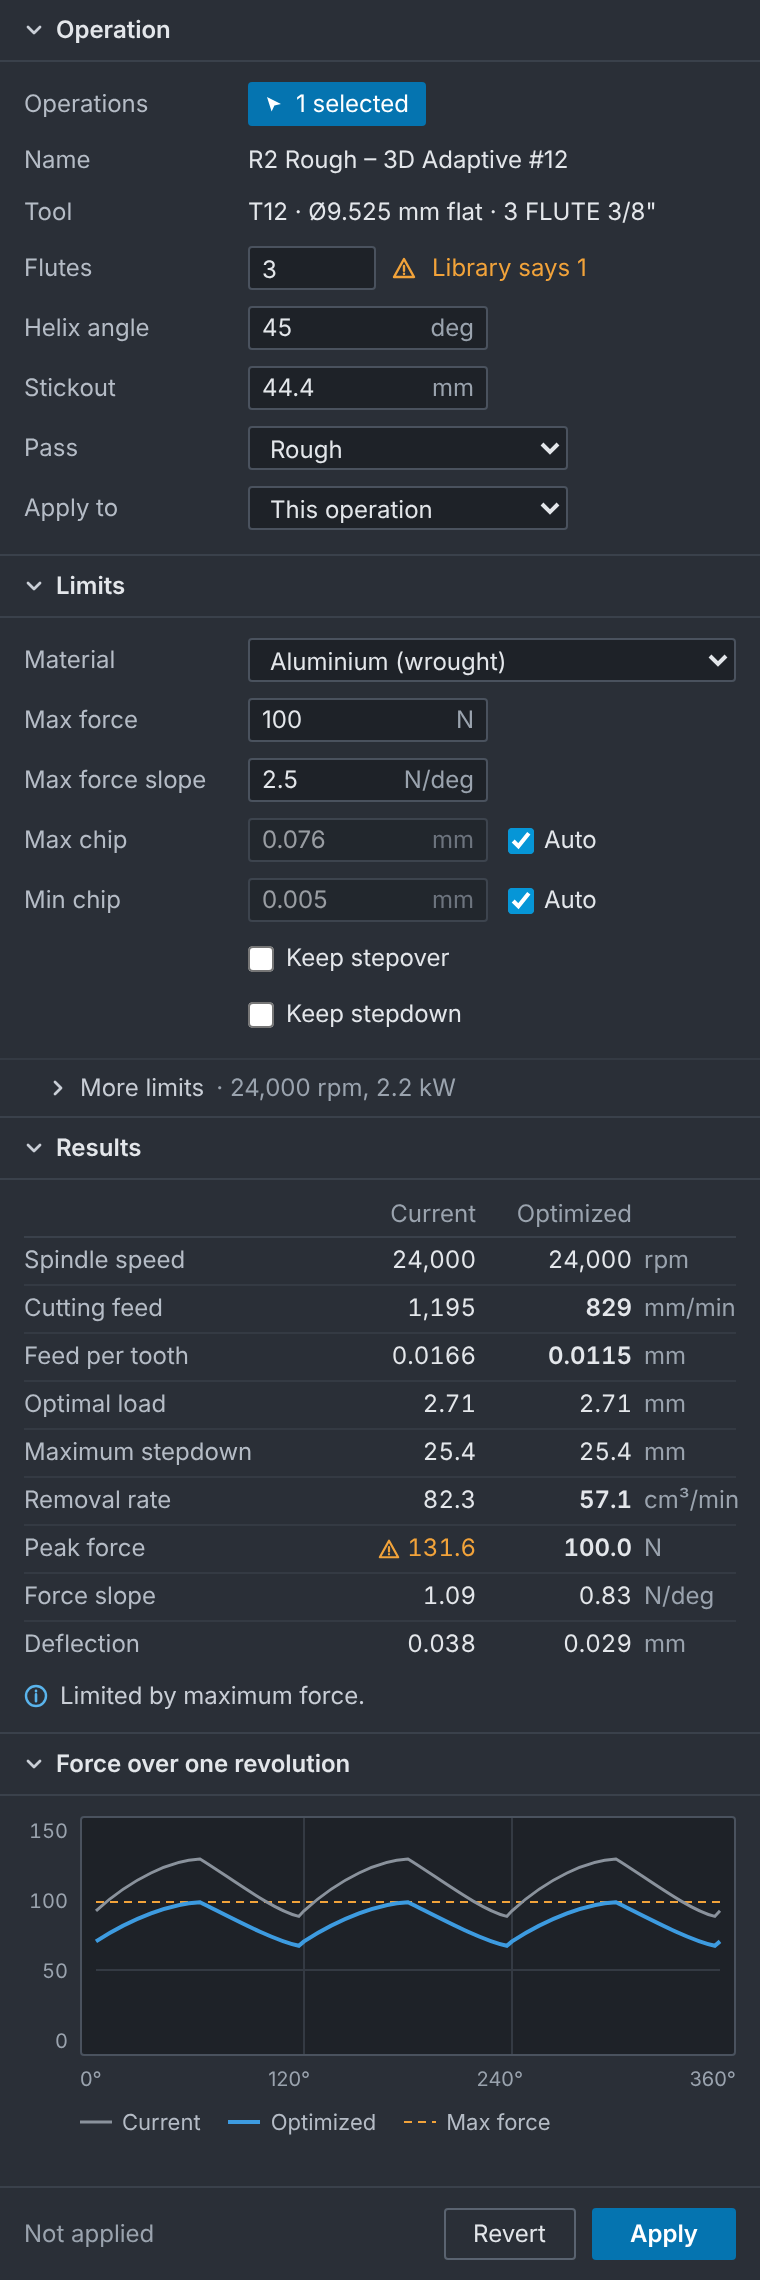 Operation
Operations 1 selected
Name R2 Rough – 3D Adaptive #12
Tool T12 · Ø9.525 mm flat · 3 FLUTE 3/8"
Flutes 3 Library says 1
Helix angle 45 deg
Stickout 44.4 mm
Pass Rough
Apply to This operation
Limits
Material Aluminium (wrought)
Max force 100 N
Max force slope 2.5 N/deg
Max chip 0.076 mm Auto
Min chip 0.005 mm Auto
Keep stepover
Keep stepdown
More limits · 24,000 rpm, 2.2 kW
Results
Current Optimized
Spindle speed 24,000 24,000 rpm
Cutting feed 1,195 829 mm/min
Feed per tooth 0.0166 0.0115 mm
Optimal load 2.71 2.71 mm
Maximum stepdown 25.4 25.4 mm
Removal rate 82.3 57.1 cm³/min
Peak force 131.6 100.0 N
Force slope 1.09 0.83 N/deg
Deflection 0.038 0.029 mm
Limited by maximum force.
Force over one revolution
150
100
50
0
0° 120° 240° 360°
Current Optimized Max force
Not applied Revert Apply